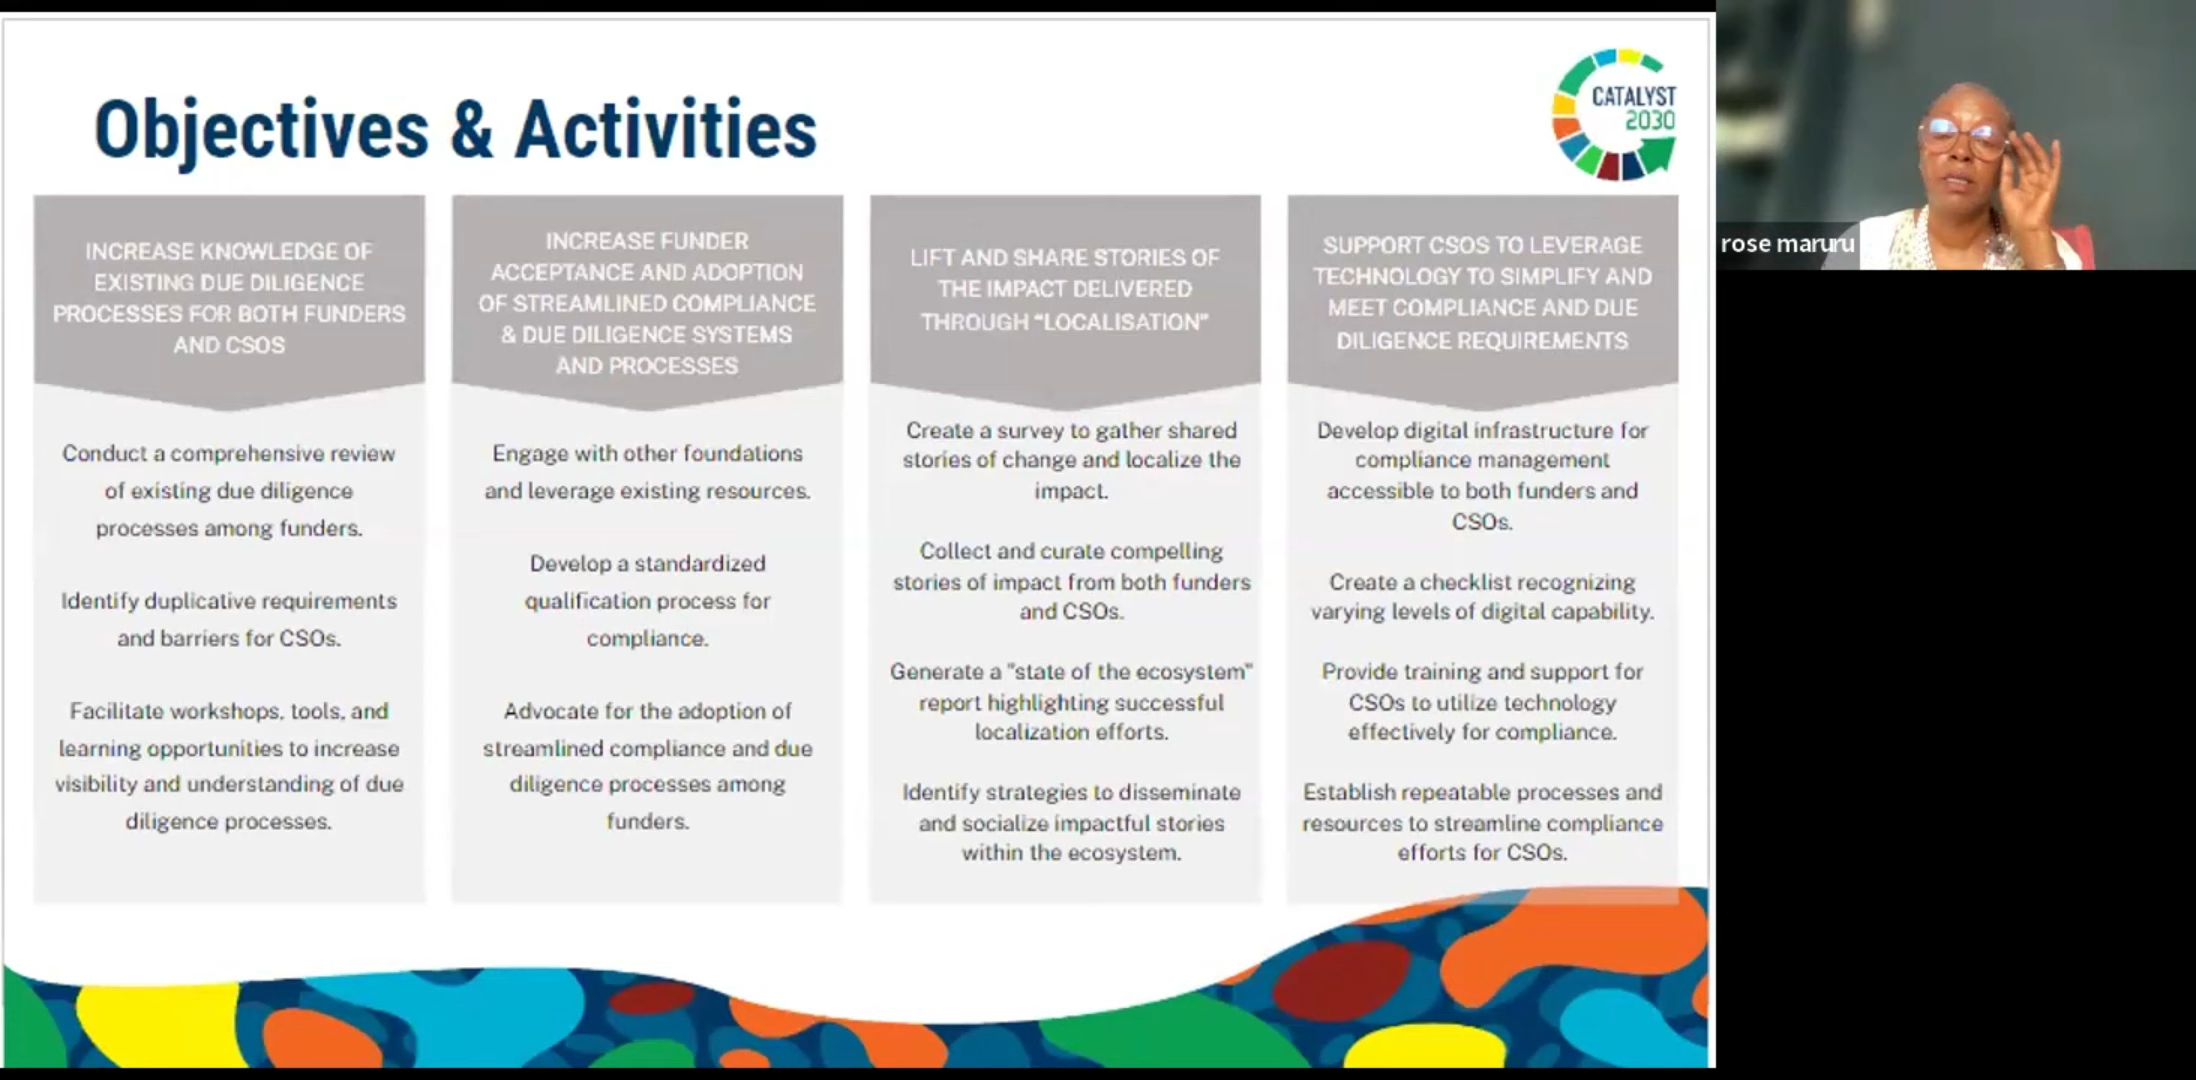 Objectives & Activities
CATALYST
2030
INCREASE KNOWLEDGE OF
EXISTING DUE DILIGENCE
PROCESSES FOR BOTH FUNDERS
AND CSOS
Conduct a comprehensive review
of existing due diligence
processes among funders.
Identify duplicative requirements
and barriers for CSOs.
Facilitate workshops, tools, and
learning opportunities to increase
visibility and understanding of due
diligence processes.
INCREASE FUNDER
ACCEPTANCE AND ADOPTION
OF STREAMLINED COMPLIANCE
& DUE DILIGENCE SYSTEMS
AND PROCESSES
Engage with other foundations
and leverage existing resources.
Develop a standardized
qualification process for
compliance.
Advocate for the adoption of
streamlined compliance and due
diligence processes among
funders.
LIFT AND SHARE STORIES OF
THE IMPACT DELIVERED
THROUGH “LOCALISATION”
Create a survey to gather shared
stories of change and localize the
impact.
Collect and curate compelling
stories of impact from both funders
and CSOs.
Generate a "state of the ecosystem"
report highlighting successful
localization efforts.
Identify strategies to disseminate
and socialize impactful stories
within the ecosystem.
SUPPORT CSOS TO LEVERAGE
TECHNOLOGY TO SIMPLIFY AND
MEET COMPLIANCE AND DUE
DILIGENCE REQUIREMENTS
Develop digital infrastructure for
compliance management
accessible to both funders and
CSOs.
Create a checklist recognizing
varying levels of digital capability.
Provide training and support for
CSOs to utilize technology
effectively for compliance.
Establish repeatable processes and
resources to streamline compliance
efforts for CSOs.
rose maruru